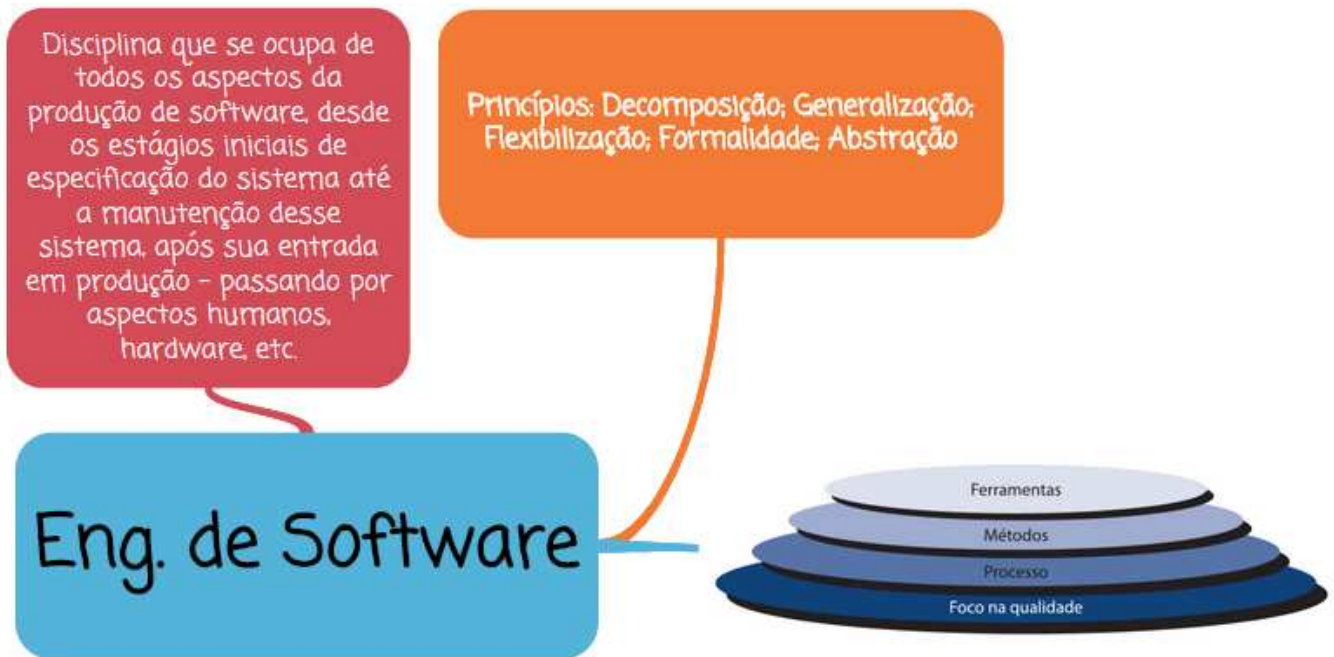 Disciplina que se ocupa de
todos os aspectos da
produção de software, desde
os estágios iniciais de
especificação do sistema até
a manutenção desse
sistema, após sua entrada
em produção - passando por
aspectos humanos,
hardware, etc.
Princípios: Decomposição; Generalização;
Flexibilização; Formalidade; Abstração
Eng. de Software
Ferramentas
Métodos
Processo
Foco na qualidade